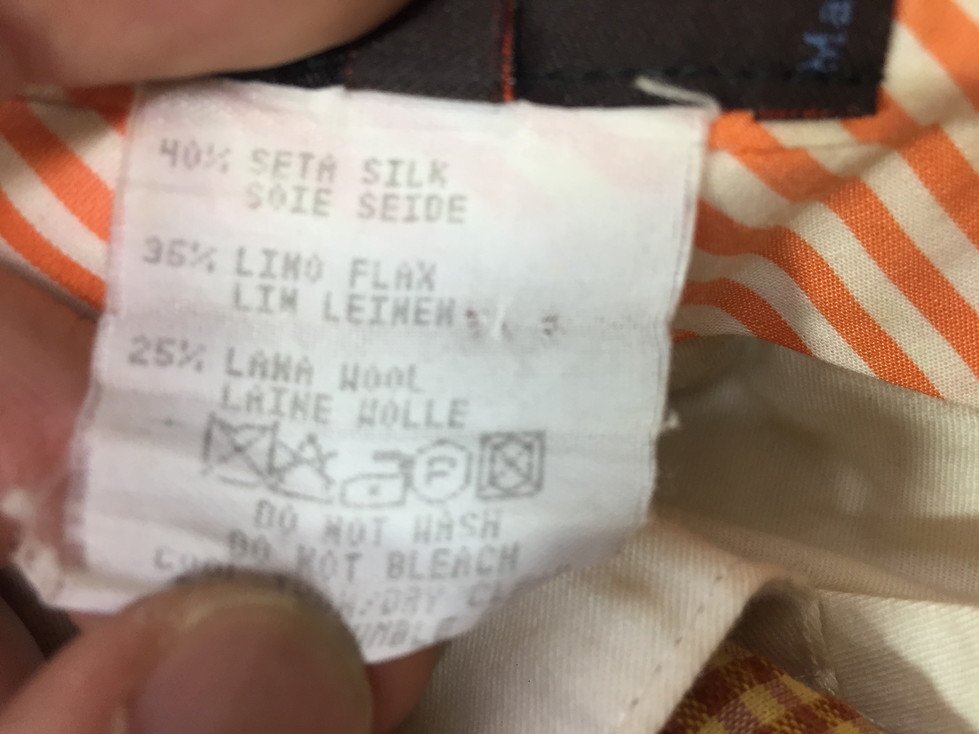 Ma
40% SETA SILK
SOIE SEIDE
35% LINO FLAX
LIN LEINEN
25% LANA WOOL
LAINE WOLLE
P
DO NOT WASH
DO NOT BLEACH